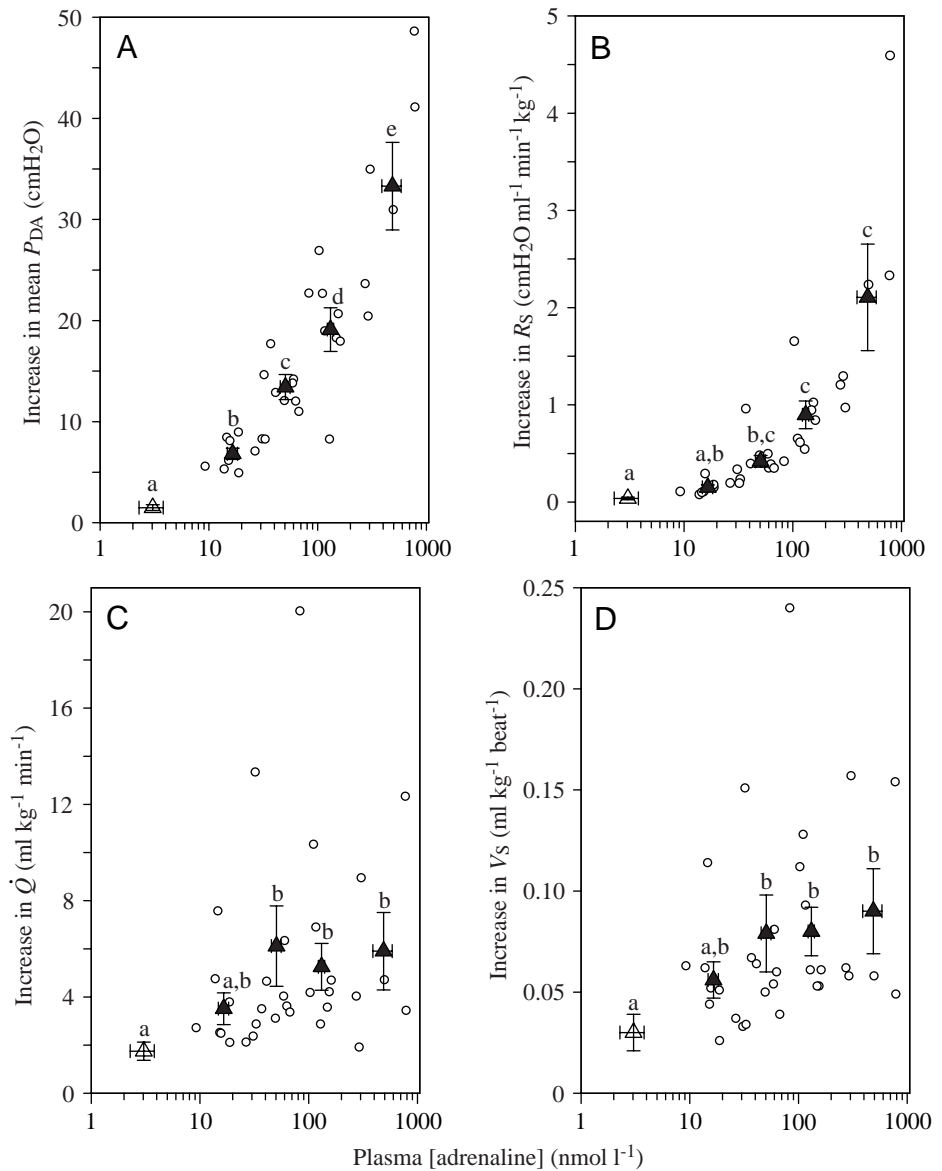 A
Increase in mean P_DA (cmH2O)
50
40
30
20
10
0
a
b
c
d
e
1 10 100 1000
B
Increase in R_S (cmH2O ml-1 min-1 kg-1)
5
4
3
2
1
0
a
a,b
b,c
c
c
1 10 100 1000
C
Increase in Q̇ (ml kg-1 min-1)
20
16
12
8
4
0
a
a,b
b
b
b
1 10 100 1000
D
Increase in V_S (ml kg-1 beat-1)
0.25
0.20
0.15
0.10
0.05
0
a
a,b
b
b
b
1 10 100 1000
Plasma [adrenaline] (nmol l-1)